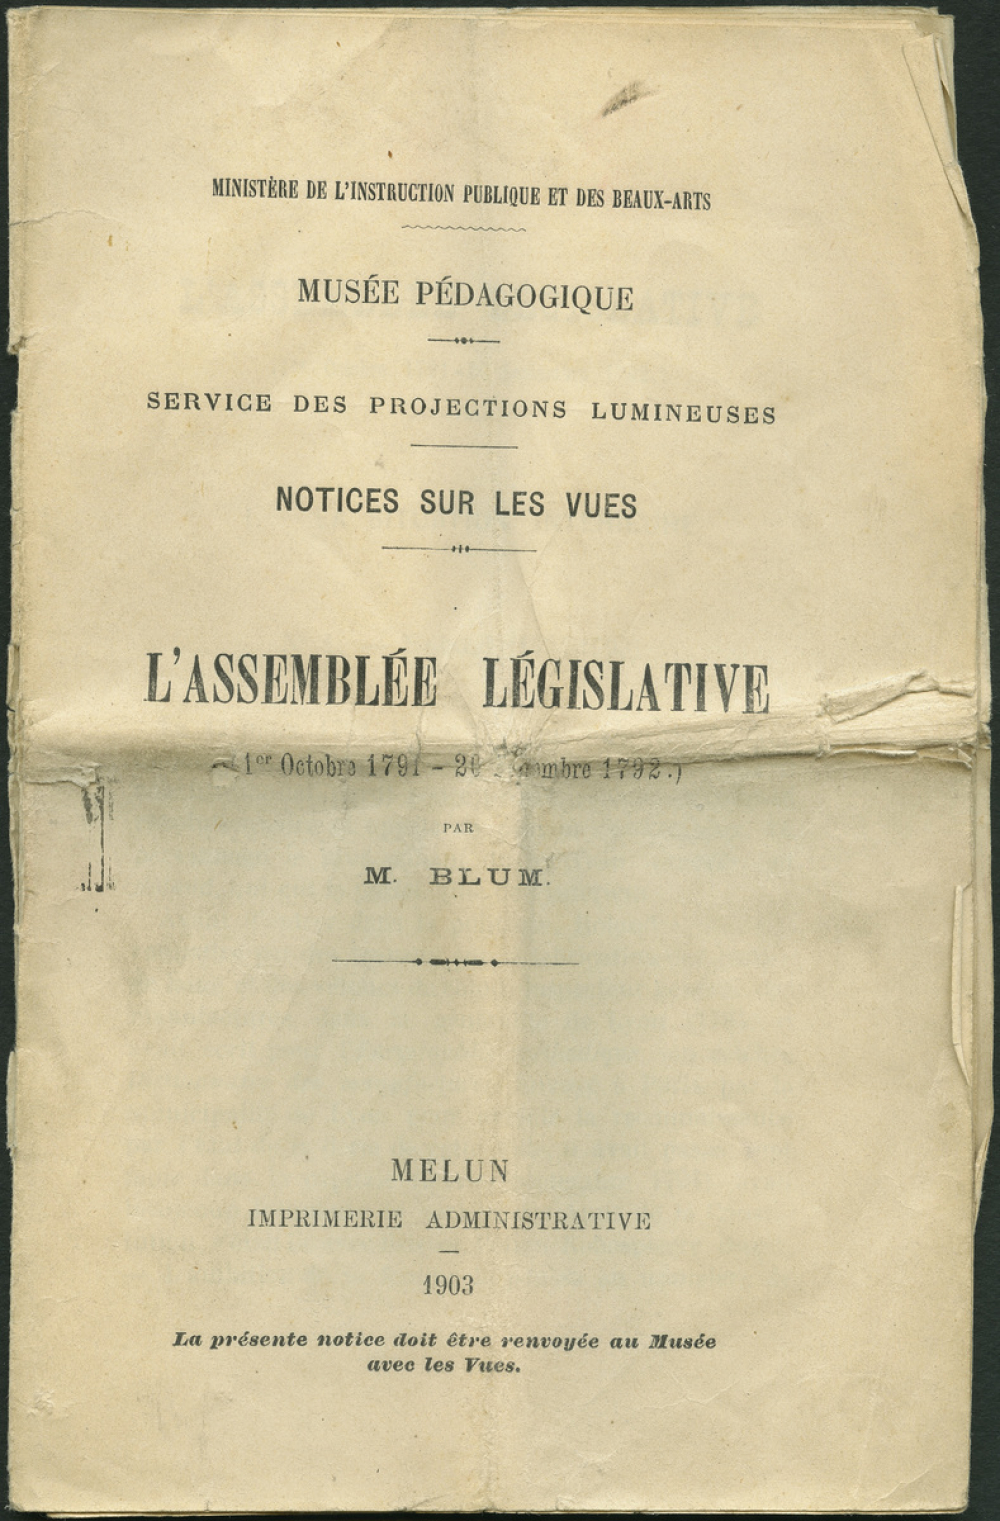 MINISTÈRE DE L'INSTRUCTION PUBLIQUE ET DES BEAUX-ARTS
MUSÉE PÉDAGOGIQUE
SERVICE DES PROJECTIONS LUMINEUSES
NOTICES SUR LES VUES
L'ASSEMBLÉE LÉGISLATIVE
(1er Octobre 1791 - 1792.)
PAR
M. BLUM.
MELUN
IMPRIMERIE ADMINISTRATIVE
1903
La présente notice doit être renvoyée au Musée
avec les Vues.